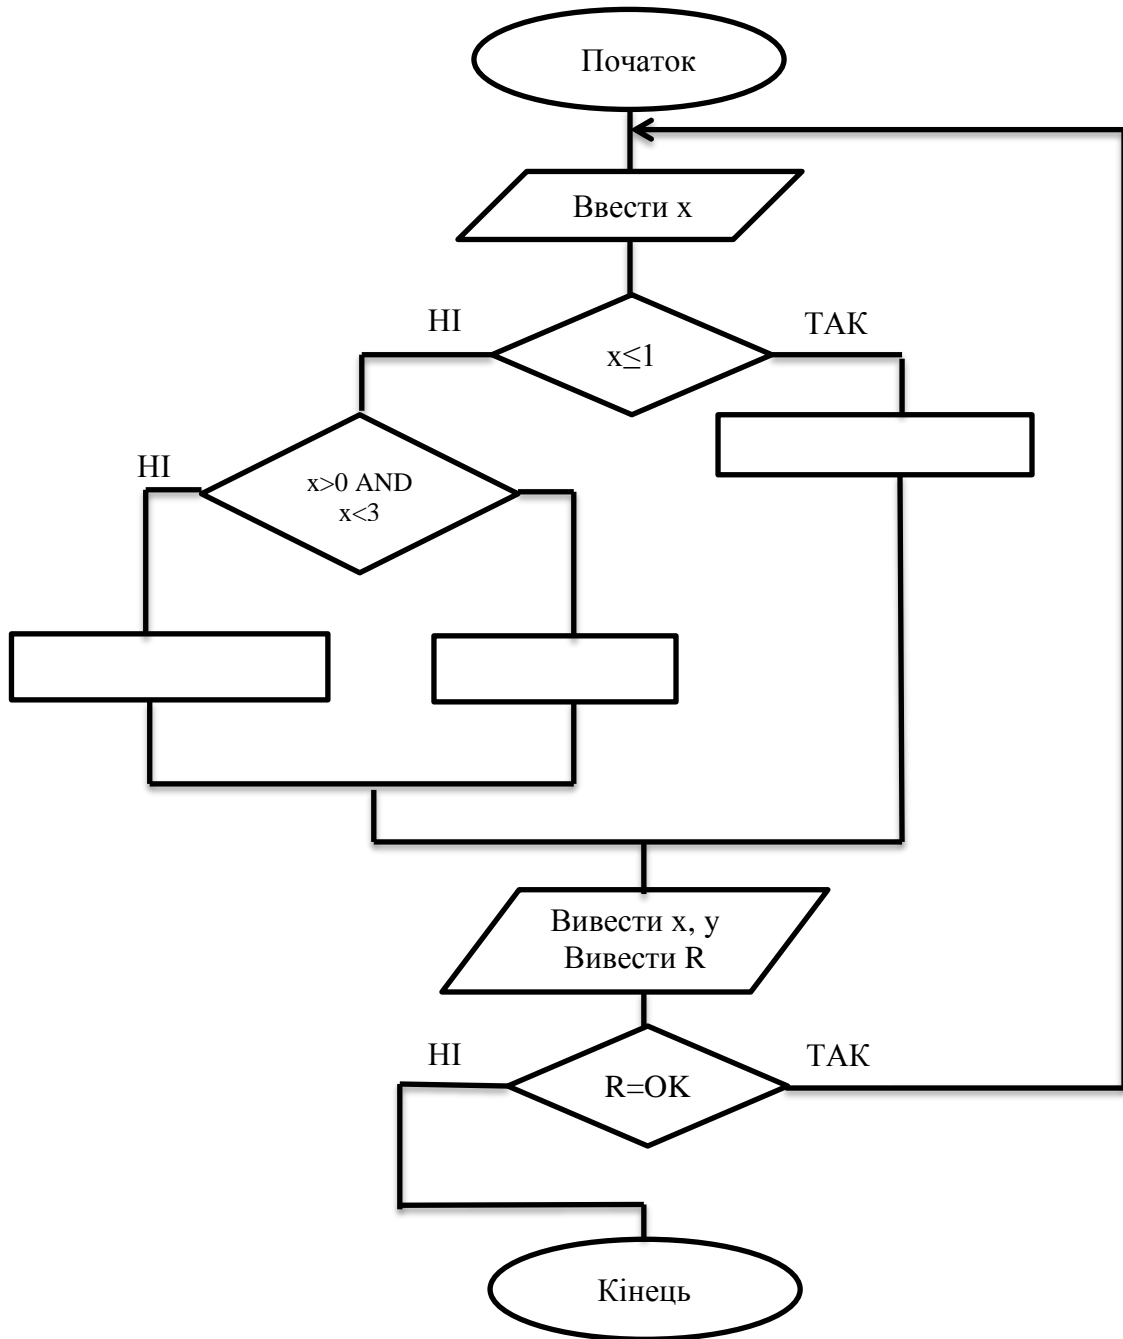 Початок
Ввести x
НІ
ТАК
x≤1
НІ
x>0 AND
x<3
Вивести x, y
Вивести R
НІ
ТАК
R=OK
Кінець